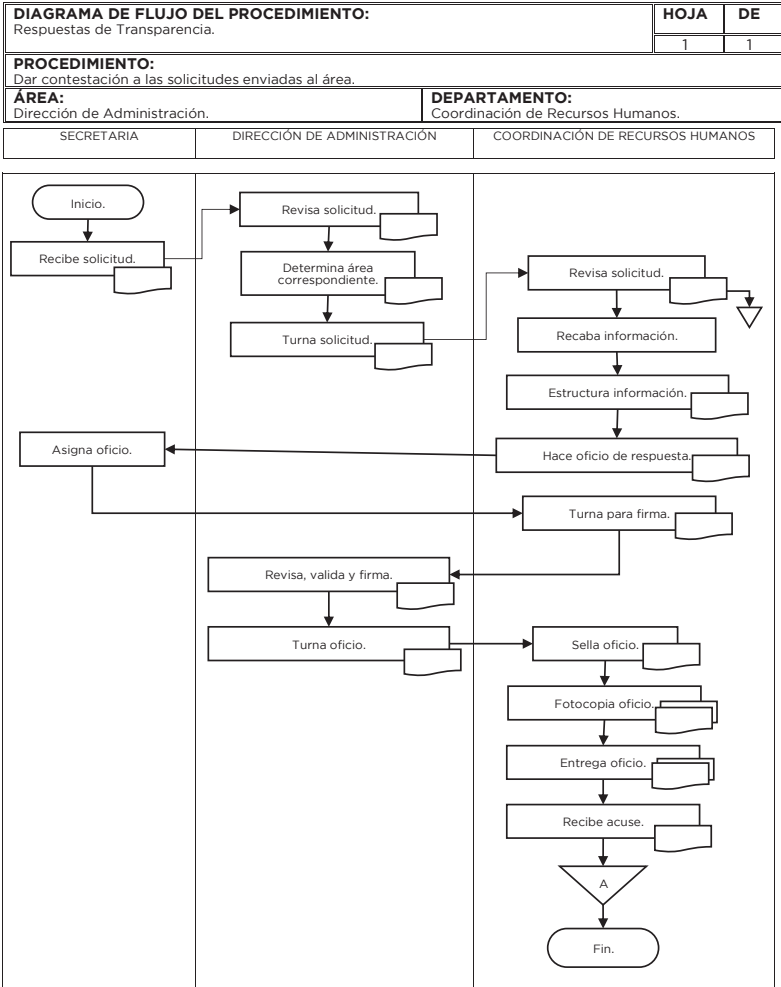 DIAGRAMA DE FLUJO DEL PROCEDIMIENTO:
Respuestas de Transparencia.
HOJA DE
1 1
PROCEDIMIENTO:
Dar contestación a las solicitudes enviadas al área.
ÁREA:
Dirección de Administración.
DEPARTAMENTO:
Coordinación de Recursos Humanos.
SECRETARIA
DIRECCIÓN DE ADMINISTRACIÓN
COORDINACIÓN DE RECURSOS HUMANOS
Inicio.
Recibe solicitud.
Revisa solicitud.
Determina área
correspondiente.
Turna solicitud.
Revisa solicitud.
Recaba información.
Estructura información.
Hace oficio de respuesta.
Asigna oficio.
Turna para firma.
Revisa, valida y firma.
Turna oficio.
Sella oficio.
Fotocopia oficio.
Entrega oficio.
Recibe acuse.
A
Fin.